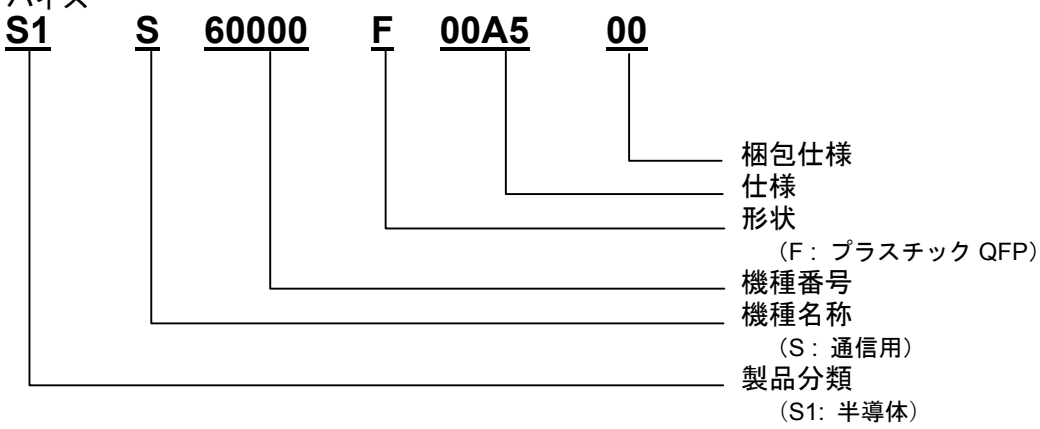 S1 S 60000 F 00A5 00
梱包仕様
仕様
形状
（F : プラスチック QFP）
機種番号
機種名称
（S : 通信用）
製品分類
（S1: 半導体）